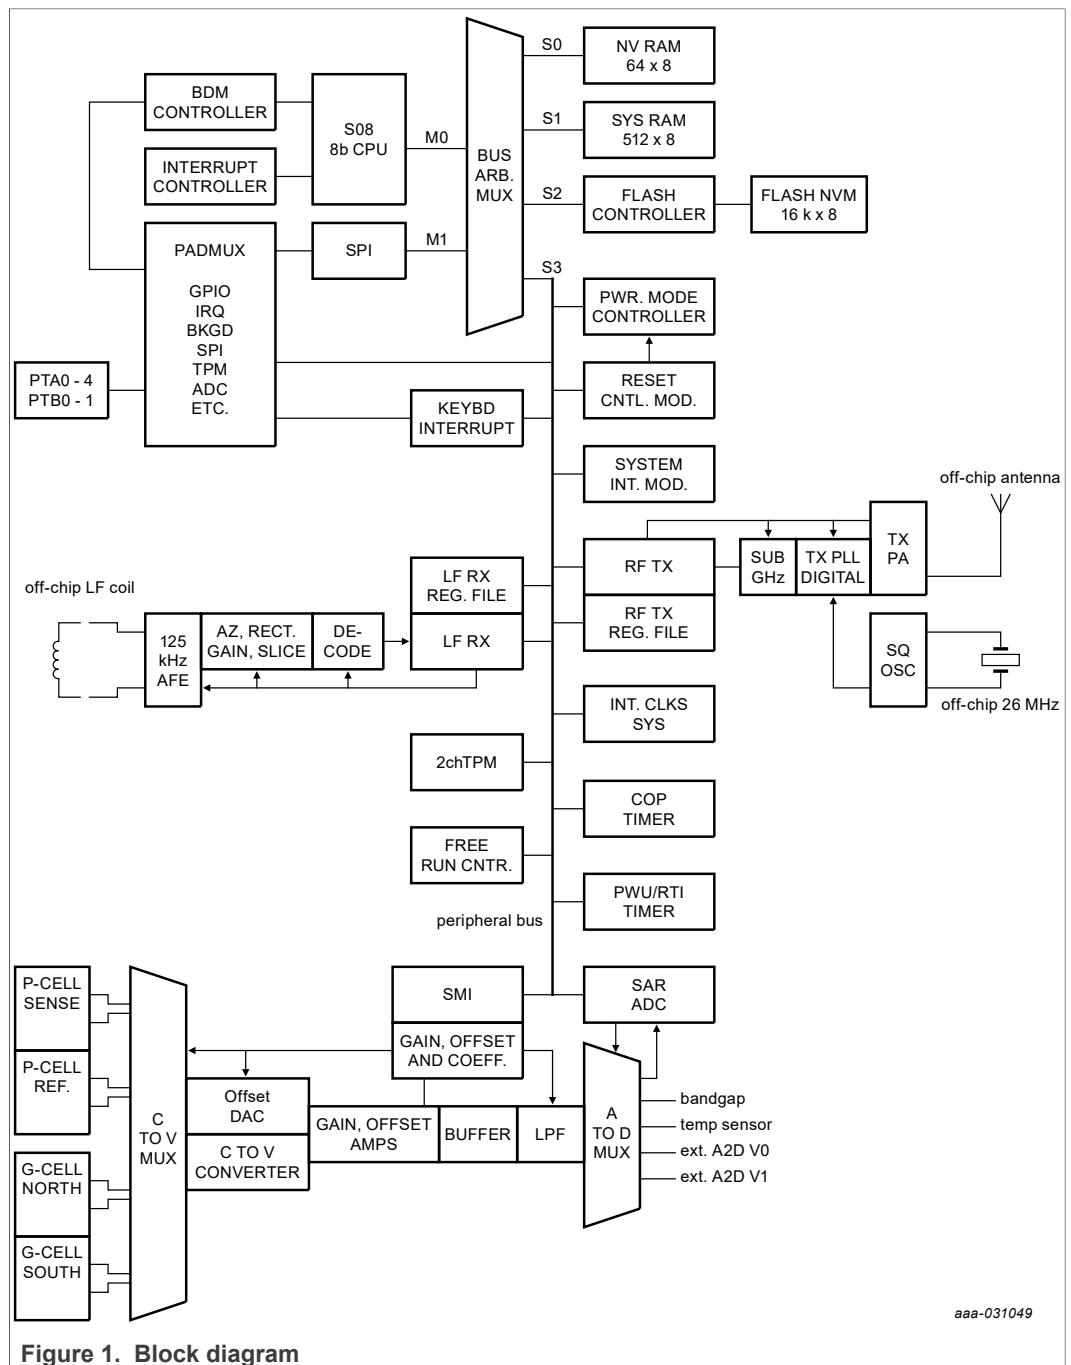 BDM
CONTROLLER
INTERRUPT
CONTROLLER
S08
8b CPU
M0
BUS
ARB.
MUX
S0
NV RAM
64 x 8
S1
SYS RAM
512 x 8
S2
FLASH
CONTROLLER
FLASH NVM
16 k x 8
PADMUX
GPIO
IRQ
BKGD
SPI
TPM
ADC
ETC.
SPI
M1
S3
PWR. MODE
CONTROLLER
PTA0 - 4
PTB0 - 1
RESET
CNTL. MOD.
KEYBD
INTERRUPT
SYSTEM
INT. MOD.
off-chip antenna
LF RX
REG. FILE
LF RX
RF TX
RF TX
REG. FILE
SUB
GHz
TX PLL
DIGITAL
TX
PA
off-chip LF coil
125
kHz
AFE
AZ, RECT.
GAIN, SLICE
DE-
CODE
SQ
OSC
off-chip 26 MHz
INT. CLKS
SYS
2chTPM
COP
TIMER
FREE
RUN CNTR.
PWU/RTI
TIMER
peripheral bus
P-CELL
SENSE
P-CELL
REF.
G-CELL
NORTH
G-CELL
SOUTH
C
TO V
MUX
SMI
GAIN, OFFSET
AND COEFF.
SAR
ADC
Offset
DAC
C TO V
CONVERTER
GAIN, OFFSET
AMPS
BUFFER
LPF
A
TO D
MUX
bandgap
temp sensor
ext. A2D V0
ext. A2D V1
aaa-031049
Figure 1. Block diagram